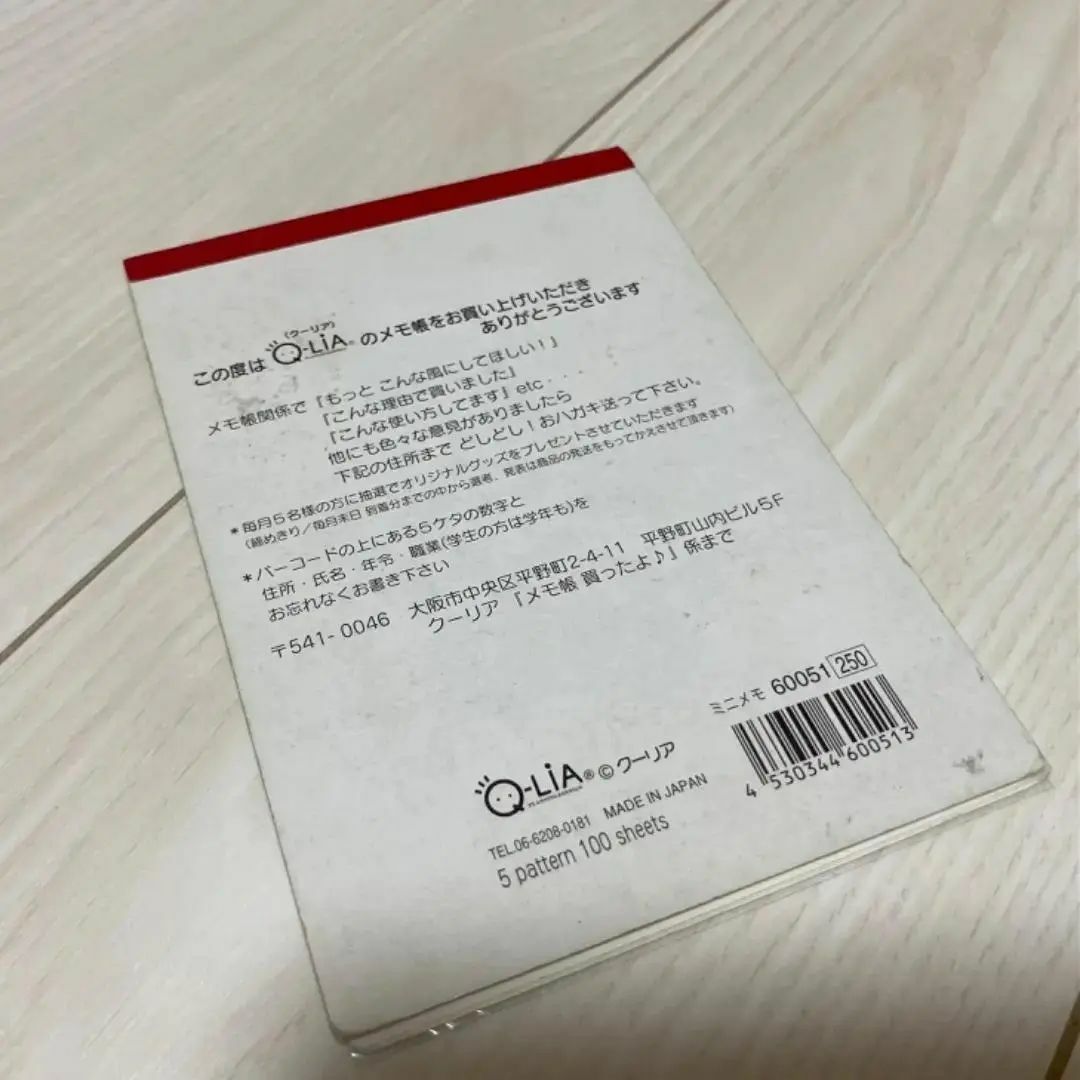 (クーリア)
この度は Q-LiA® のメモ帳をお買い上げいただき
ありがとうございます
メモ帳関係で 『もっと こんな風にしてほしい！』
『こんな理由で買いました』
『こんな使い方してます』 etc・・・
他にも色々な意見がありましたら
下記の住所まで どしどし！おハガキ送って下さい。
*毎月5名様の方に抽選でオリジナルグッズをプレゼントさせていただきます
(締めきり／毎月末日 到着分までの中から選考、発表は商品の発送をもってかえさせて頂きます)
*バーコードの上にある5ケタの数字と
住所・氏名・年令・職業(学生の方は学年も)を
お忘れなくお書き下さい
〒541-0046 大阪市中央区平野町2-4-11 平野町山内ビル5F
クーリア 『メモ帳 買ったよ♪』 係まで
ミニメモ 60051 250
4 530344 600513
Q-LiA® © クーリア
TEL.06-6208-0181 MADE IN JAPAN
5 pattern 100 sheets